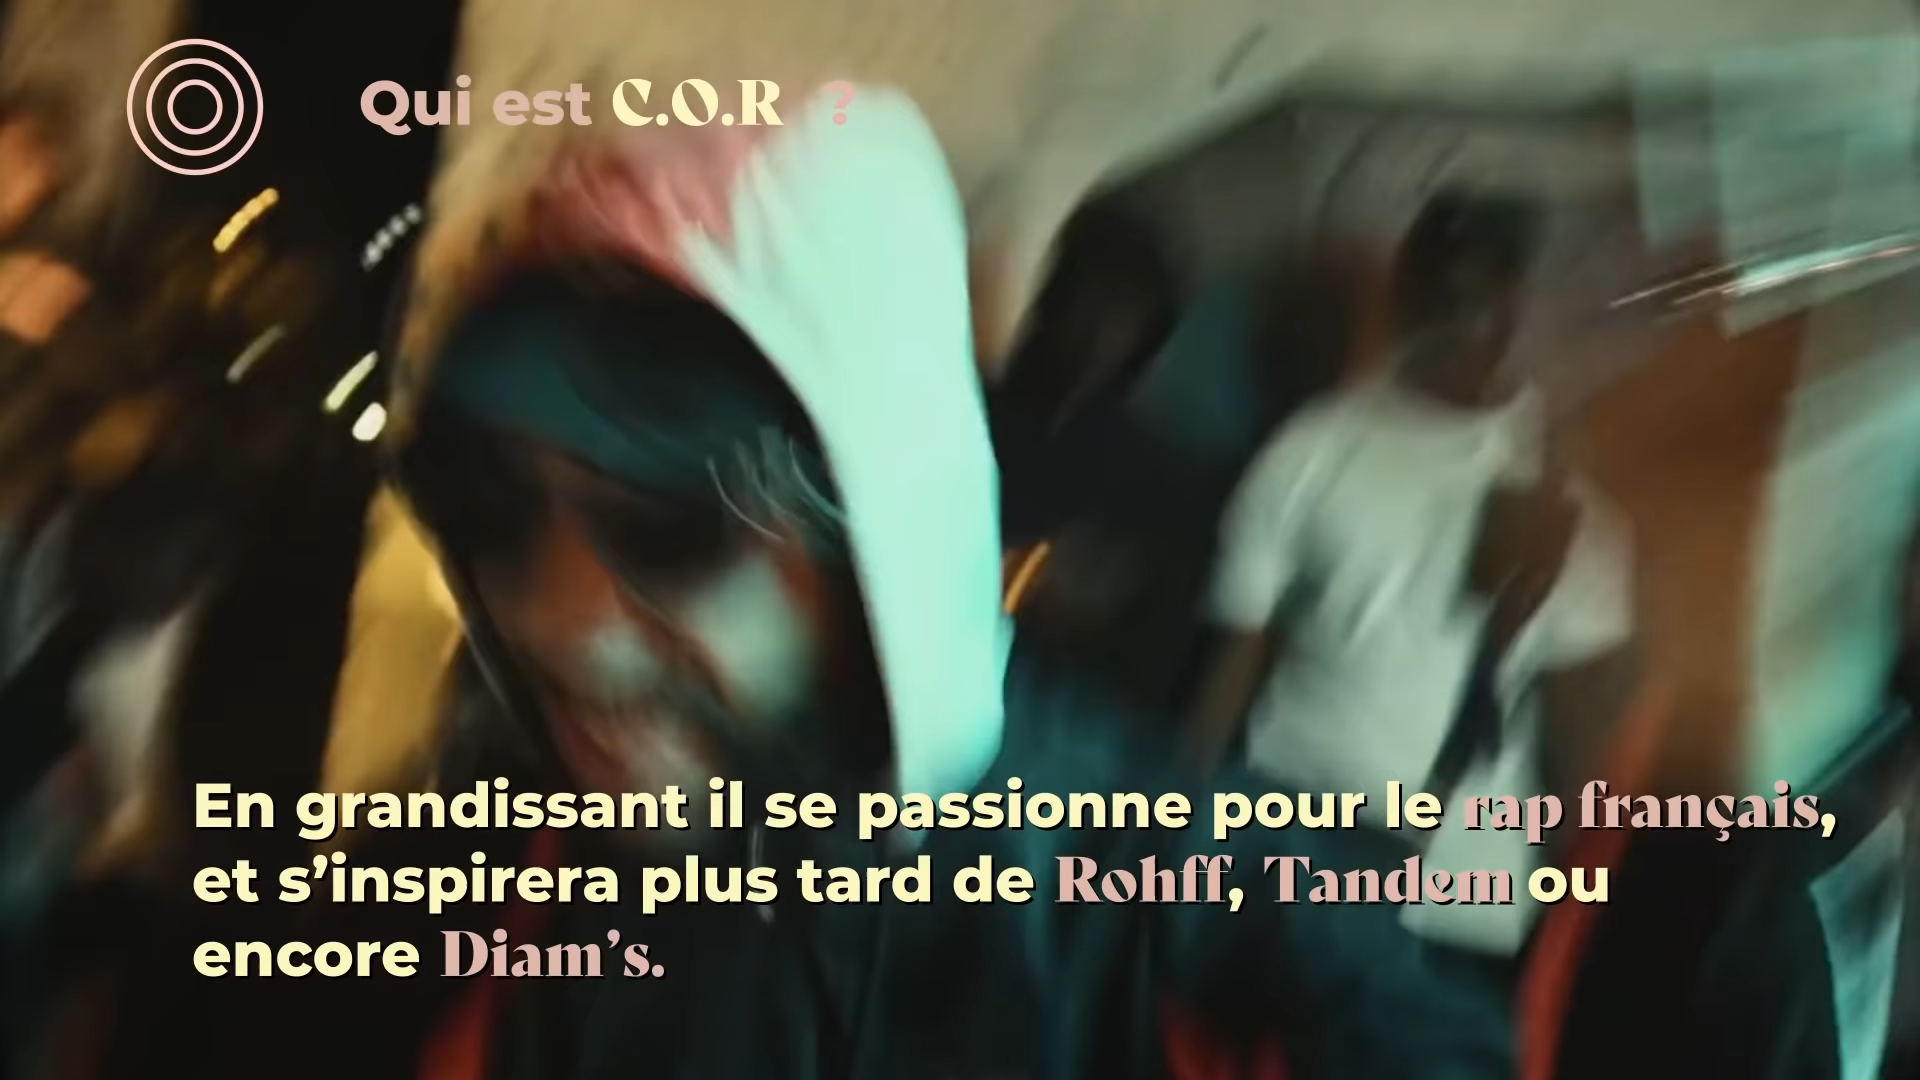 Qui est C.O.R ?
En grandissant il se passionne pour le rap français,
et s’inspirera plus tard de Rohff, Tandem ou
encore Diam’s.